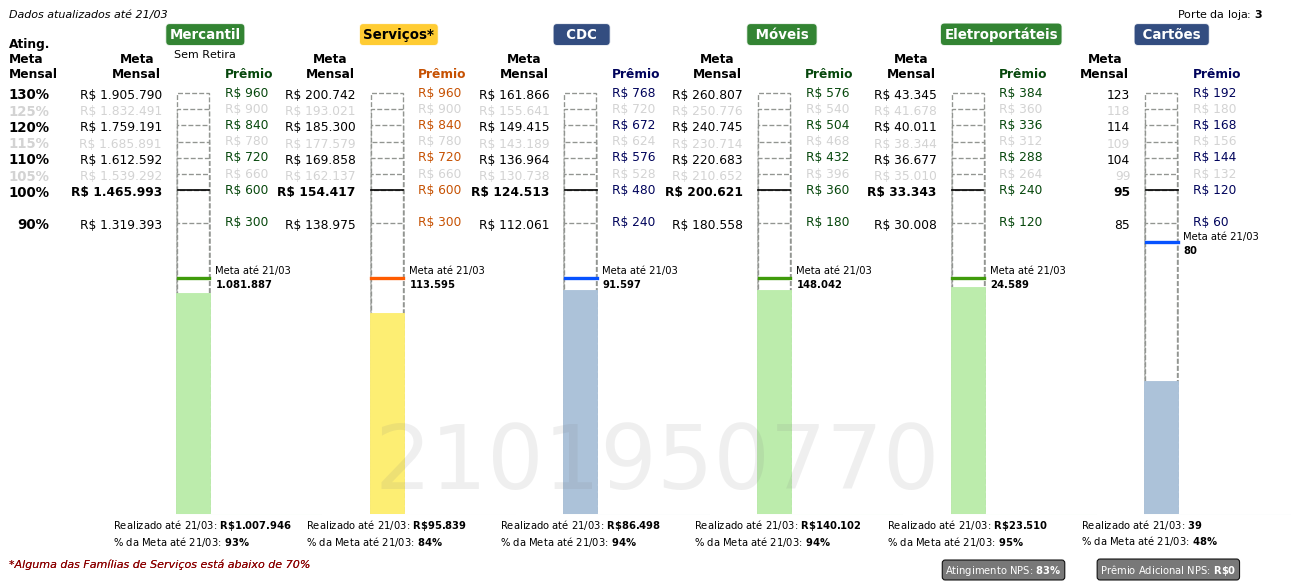 Dados atualizados até 21/03
Porte da loja: 3
Mercantil Serviços* CDC Móveis Eletroportáteis Cartões
Sem Retira
Ating. Meta Mensal
Meta Mensal Prêmio Meta Mensal Prêmio Meta Mensal Prêmio Meta Mensal Prêmio Meta Mensal Prêmio Meta Mensal Prêmio
130% R$ 1.905.790 R$ 960 R$ 200.742 R$ 960 R$ 161.866 R$ 768 R$ 260.807 R$ 576 R$ 43.345 R$ 384 123 R$ 192
125% R$ 1.832.491 R$ 900 R$ 193.021 R$ 900 R$ 155.641 R$ 720 R$ 250.776 R$ 540 R$ 41.678 R$ 360 118 R$ 180
120% R$ 1.759.191 R$ 840 R$ 185.300 R$ 840 R$ 149.415 R$ 672 R$ 240.745 R$ 504 R$ 40.011 R$ 336 114 R$ 168
115% R$ 1.685.891 R$ 780 R$ 177.579 R$ 780 R$ 143.189 R$ 624 R$ 230.714 R$ 468 R$ 38.344 R$ 312 109 R$ 156
110% R$ 1.612.592 R$ 720 R$ 169.858 R$ 720 R$ 136.964 R$ 576 R$ 220.683 R$ 432 R$ 36.677 R$ 288 104 R$ 144
105% R$ 1.539.292 R$ 660 R$ 162.137 R$ 660 R$ 130.738 R$ 528 R$ 210.652 R$ 396 R$ 35.010 R$ 264 99 R$ 132
100% R$ 1.465.993 R$ 600 R$ 154.417 R$ 600 R$ 124.513 R$ 480 R$ 200.621 R$ 360 R$ 33.343 R$ 240 95 R$ 120
90% R$ 1.319.393 R$ 300 R$ 138.975 R$ 300 R$ 112.061 R$ 240 R$ 180.558 R$ 180 R$ 30.008 R$ 120 85 R$ 60
Meta até 21/03
80
Meta até 21/03 Meta até 21/03 Meta até 21/03 Meta até 21/03 Meta até 21/03
1.081.887 113.595 91.597 148.042 24.589
2101950770
Realizado até 21/03: R$1.007.946 Realizado até 21/03: R$95.839 Realizado até 21/03: R$86.498 Realizado até 21/03: R$140.102 Realizado até 21/03: R$23.510 Realizado até 21/03: 39
% da Meta até 21/03: 93% % da Meta até 21/03: 84% % da Meta até 21/03: 94% % da Meta até 21/03: 94% % da Meta até 21/03: 95% % da Meta até 21/03: 48%
*Alguma das Famílias de Serviços está abaixo de 70%
Atingimento NPS: 83% Prêmio Adicional NPS: R$0